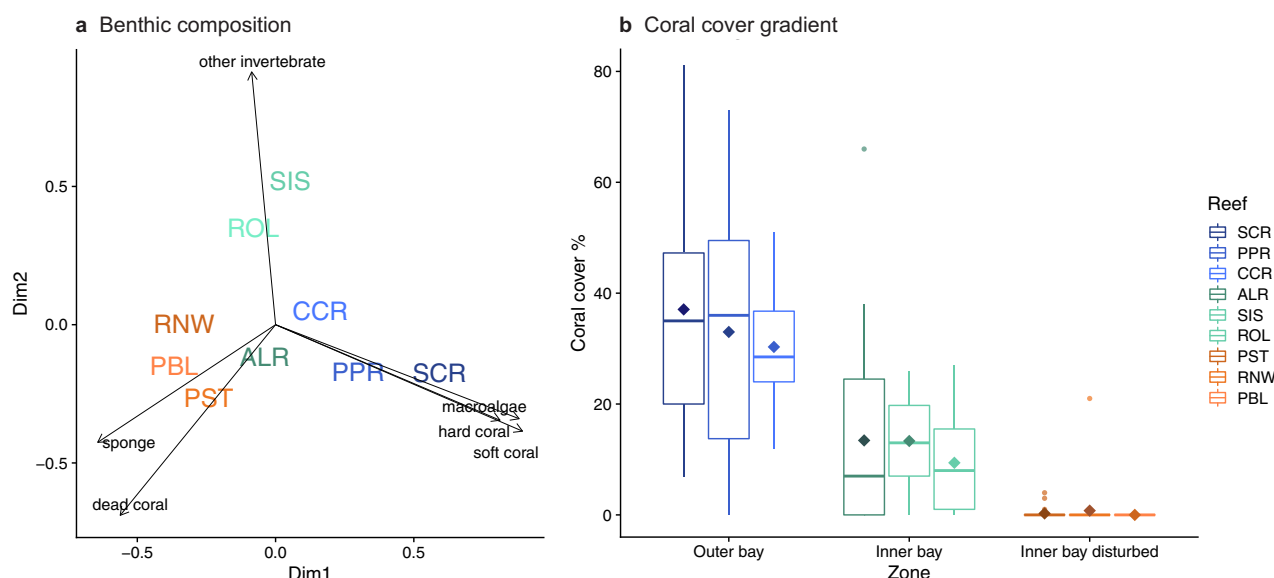 a Benthic composition
other invertebrate
SIS
ROL
CCR
RNW
ALR
PBL
PPR
SCR
PST
macroalgae
hard coral
soft coral
sponge
dead coral
0.5
0.0
−0.5
Dim2
−0.5
0.0
0.5
Dim1
b Coral cover gradient
80
60
40
20
0
Coral cover %
Outer bay
Inner bay
Inner bay disturbed
Zone
Reef
SCR
PPR
CCR
ALR
SIS
ROL
PST
RNW
PBL